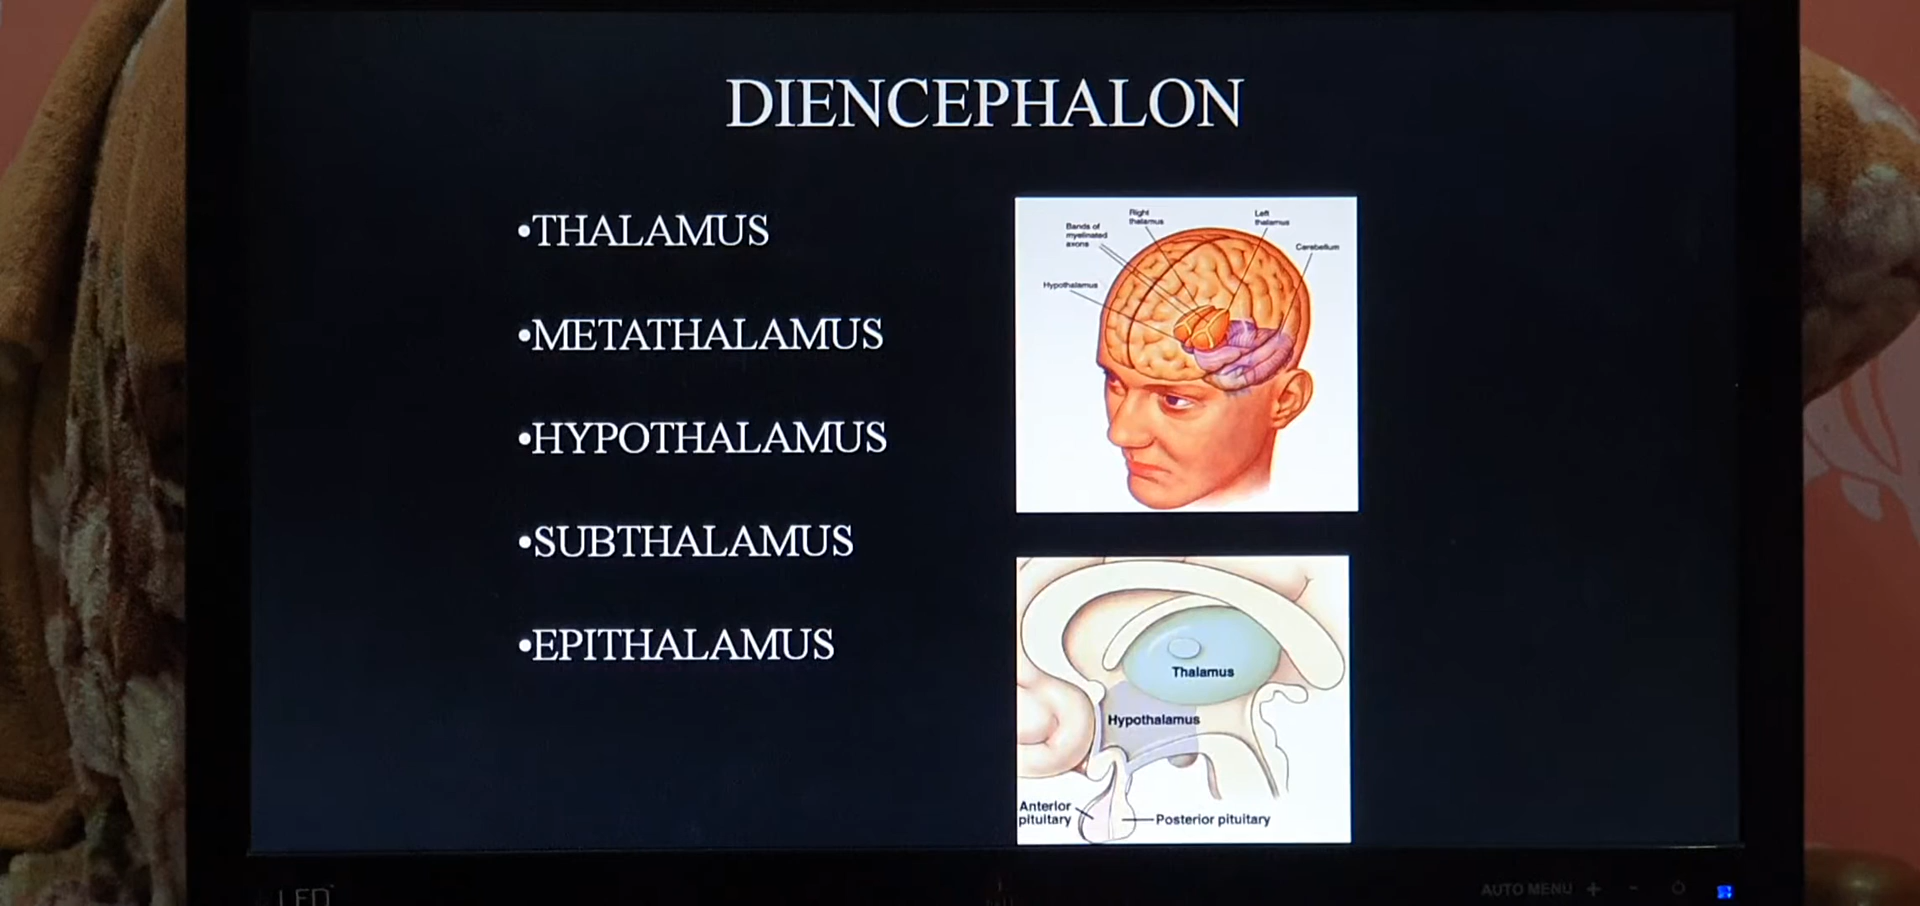 DIENCEPHALON
•THALAMUS
•METATHALAMUS
•HYPOTHALAMUS
•SUBTHALAMUS
•EPITHALAMUS
Right
thalamus
Left
thalamus
Bands of
myelinated
axons
Cerebellum
Hypothalamus
Thalamus
Hypothalamus
Anterior
pituitary
Posterior pituitary
LED
AUTO MENU + -